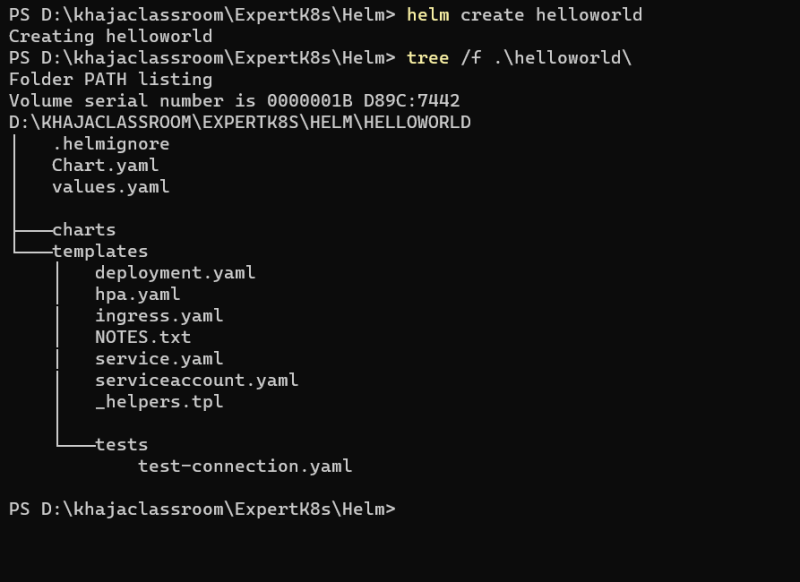 PS D:\khajaclassroom\ExpertK8s\Helm> helm create helloworld
Creating helloworld
PS D:\khajaclassroom\ExpertK8s\Helm> tree /f .\helloworld\
Folder PATH listing
Volume serial number is 0000001B D89C:7442
D:\KHAJACLASSROOM\EXPERTK8S\HELM\HELLOWORLD
│   .helmignore
│   Chart.yaml
│   values.yaml
│
├───charts
└───templates
    │   deployment.yaml
    │   hpa.yaml
    │   ingress.yaml
    │   NOTES.txt
    │   service.yaml
    │   serviceaccount.yaml
    │   _helpers.tpl
    │
    └───tests
            test-connection.yaml

PS D:\khajaclassroom\ExpertK8s\Helm>